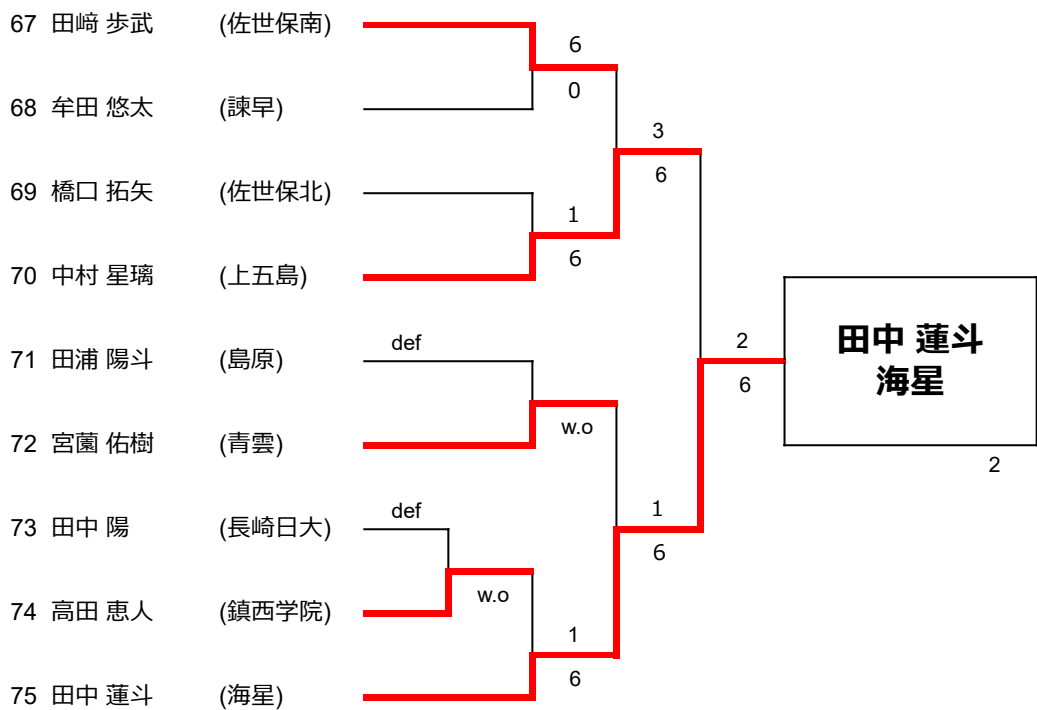 67 田﨑 歩武 (佐世保南)
6
0
68 牟田 悠太 (諫早)
3
6
69 橋口 拓矢 (佐世保北)
1
6
70 中村 星璃 (上五島)
71 田浦 陽斗 (島原) def
2
6
田中 蓮斗
海星
2
72 宮薗 佑樹 (青雲)
w.o
73 田中 陽 (長崎日大) def
1
6
74 高田 恵人 (鎮西学院)
w.o
1
6
75 田中 蓮斗 (海星)